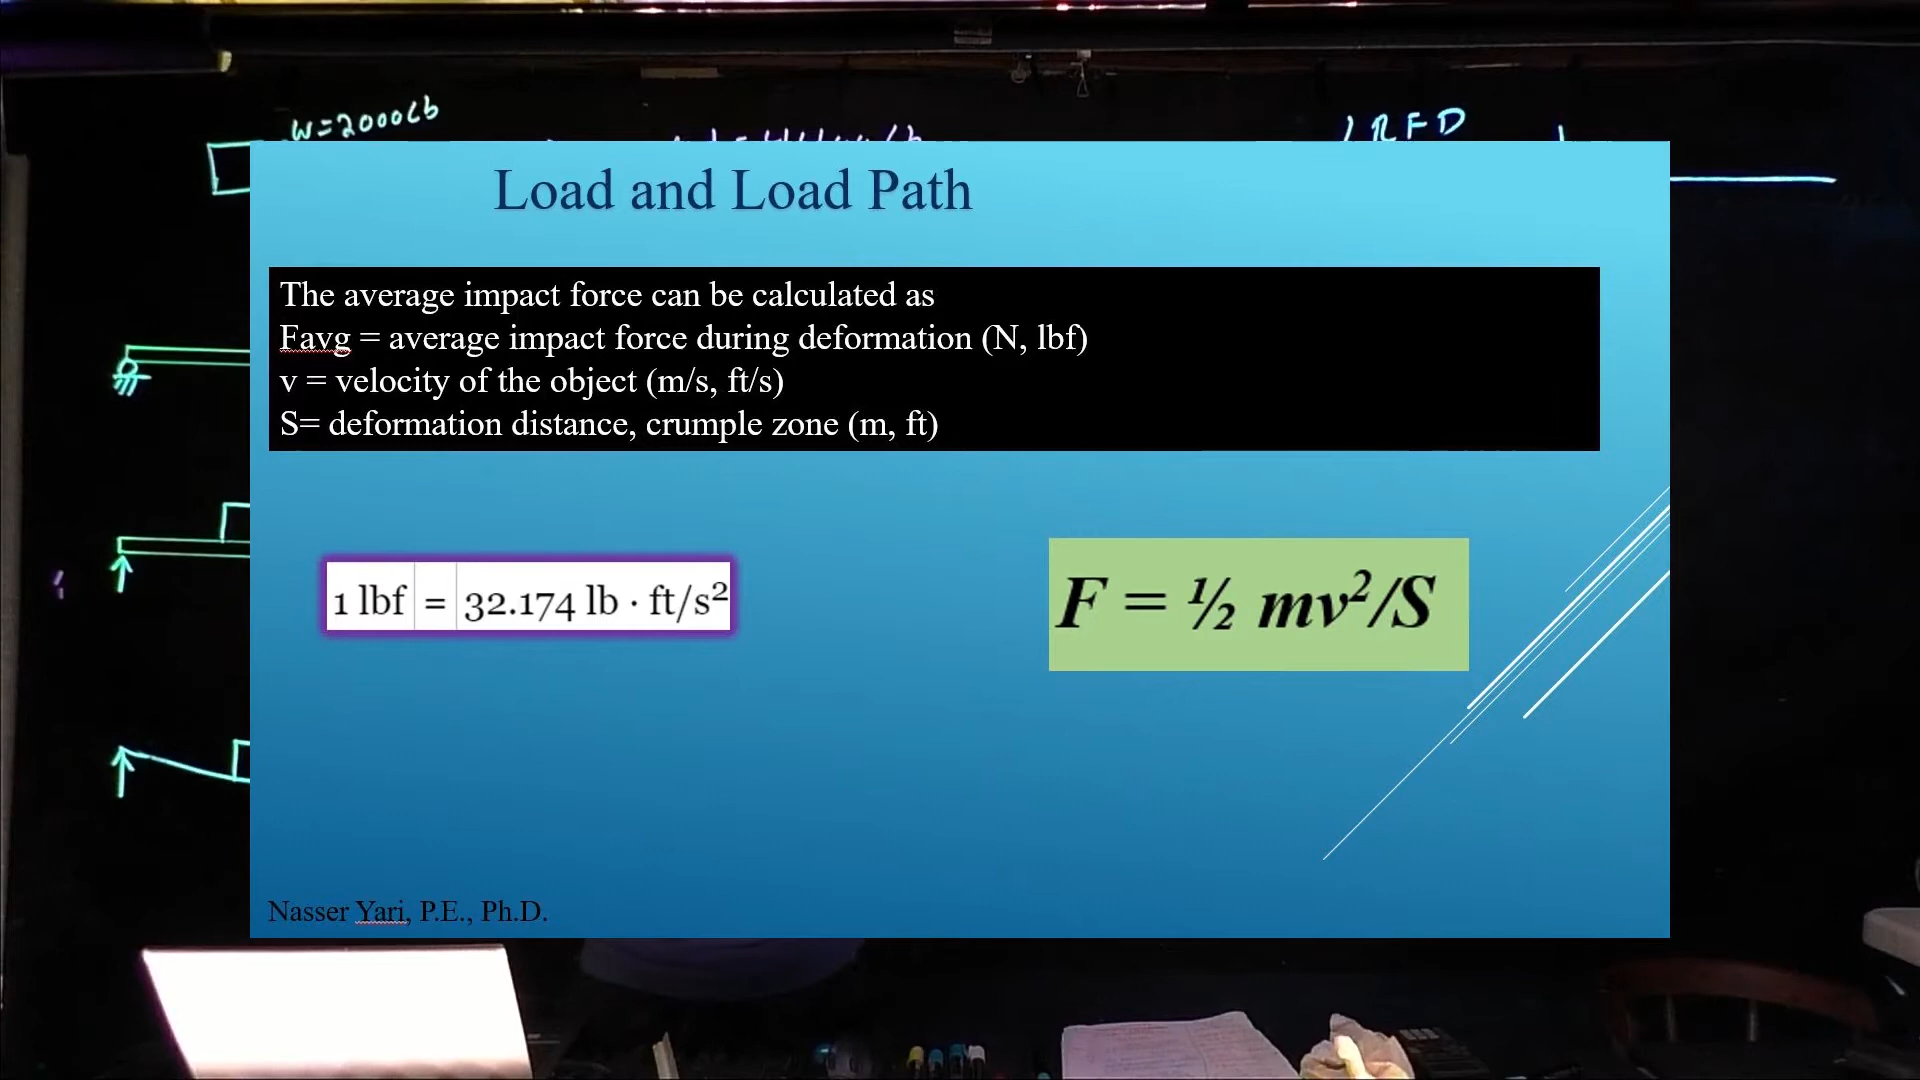 W=2000Lb
LRFD
Load and Load Path
The average impact force can be calculated as
Favg = average impact force during deformation (N, lbf)
v = velocity of the object (m/s, ft/s)
S= deformation distance, crumple zone (m, ft)
1 lbf = 32.174 lb · ft/s²
F = ½ mv²/S
Nasser Yari, P.E., Ph.D.